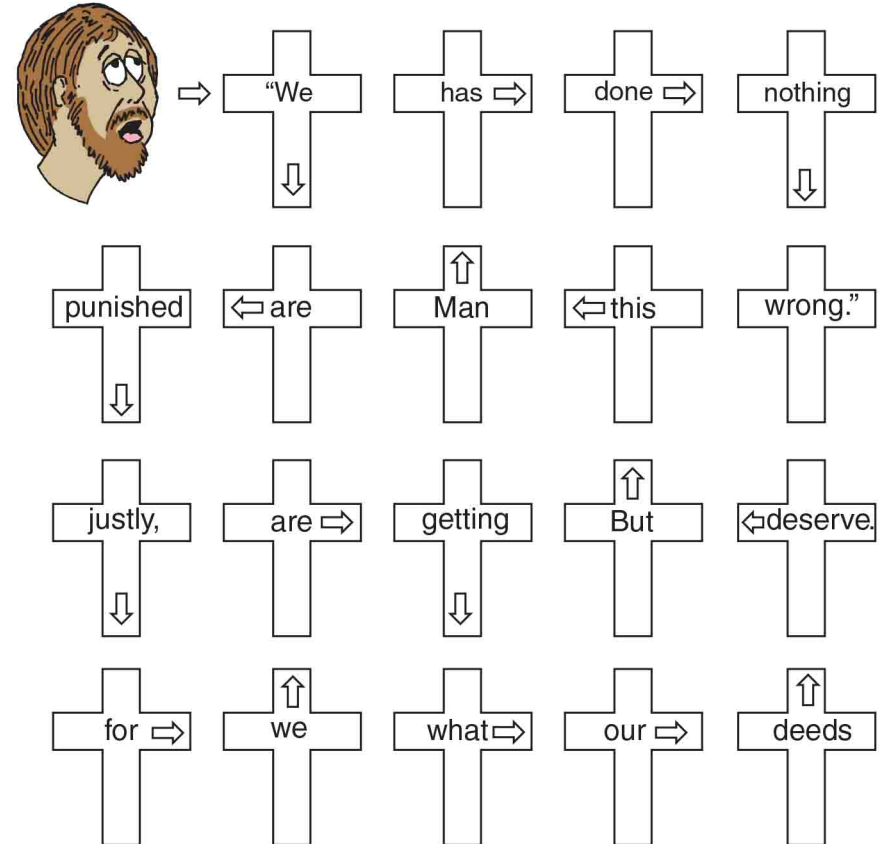 “We has done nothing
punished are Man this wrong.”
justly, are getting But deserve.
for we what our deeds